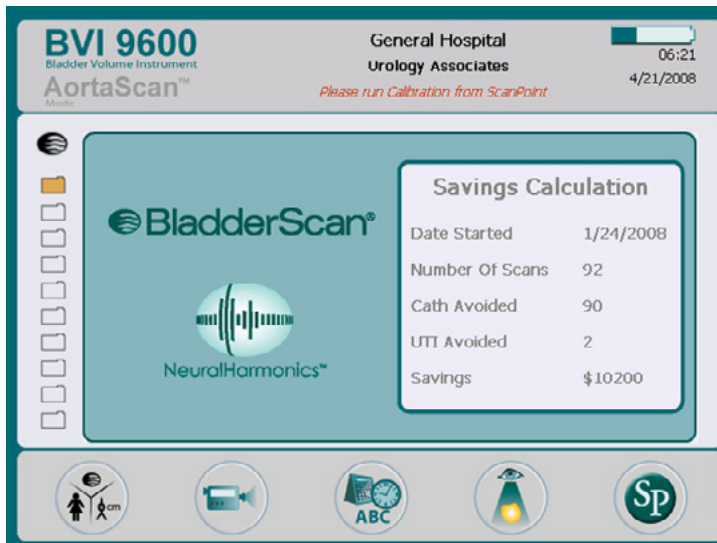 BVI 9600
Bladder Volume Instrument
AortaScan™
Mode
General Hospital
Urology Associates
Please run Calibration from ScanPoint
06:21
4/21/2008
BladderScan®
NeuralHarmonics™
Savings Calculation
Date Started 1/24/2008
Number Of Scans 92
Cath Avoided 90
UTI Avoided 2
Savings $10200
cm
ABC
SP